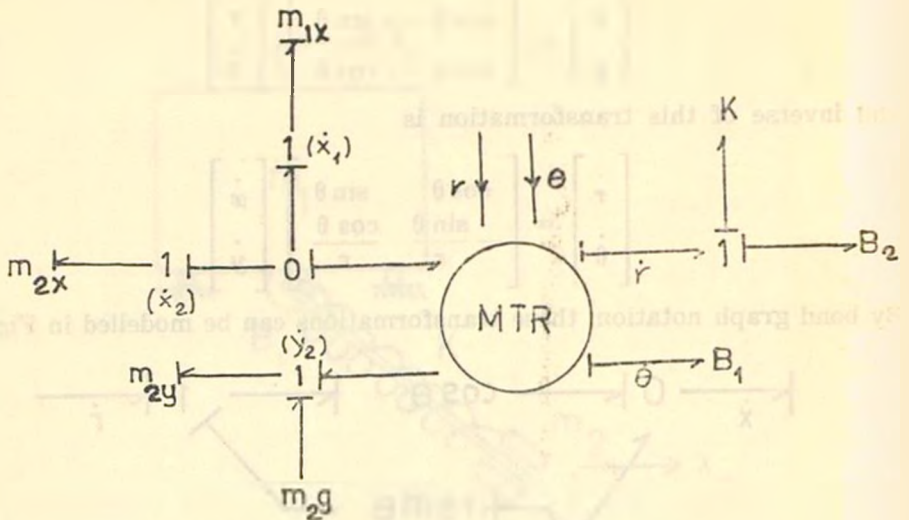 m1x
K
1 (ẋ1)
r
θ
m2x
1
0
ṙ
1
B2
(ẋ2)
MTR
(ẏ2)
m2y
1
θ̇
B1
m2g